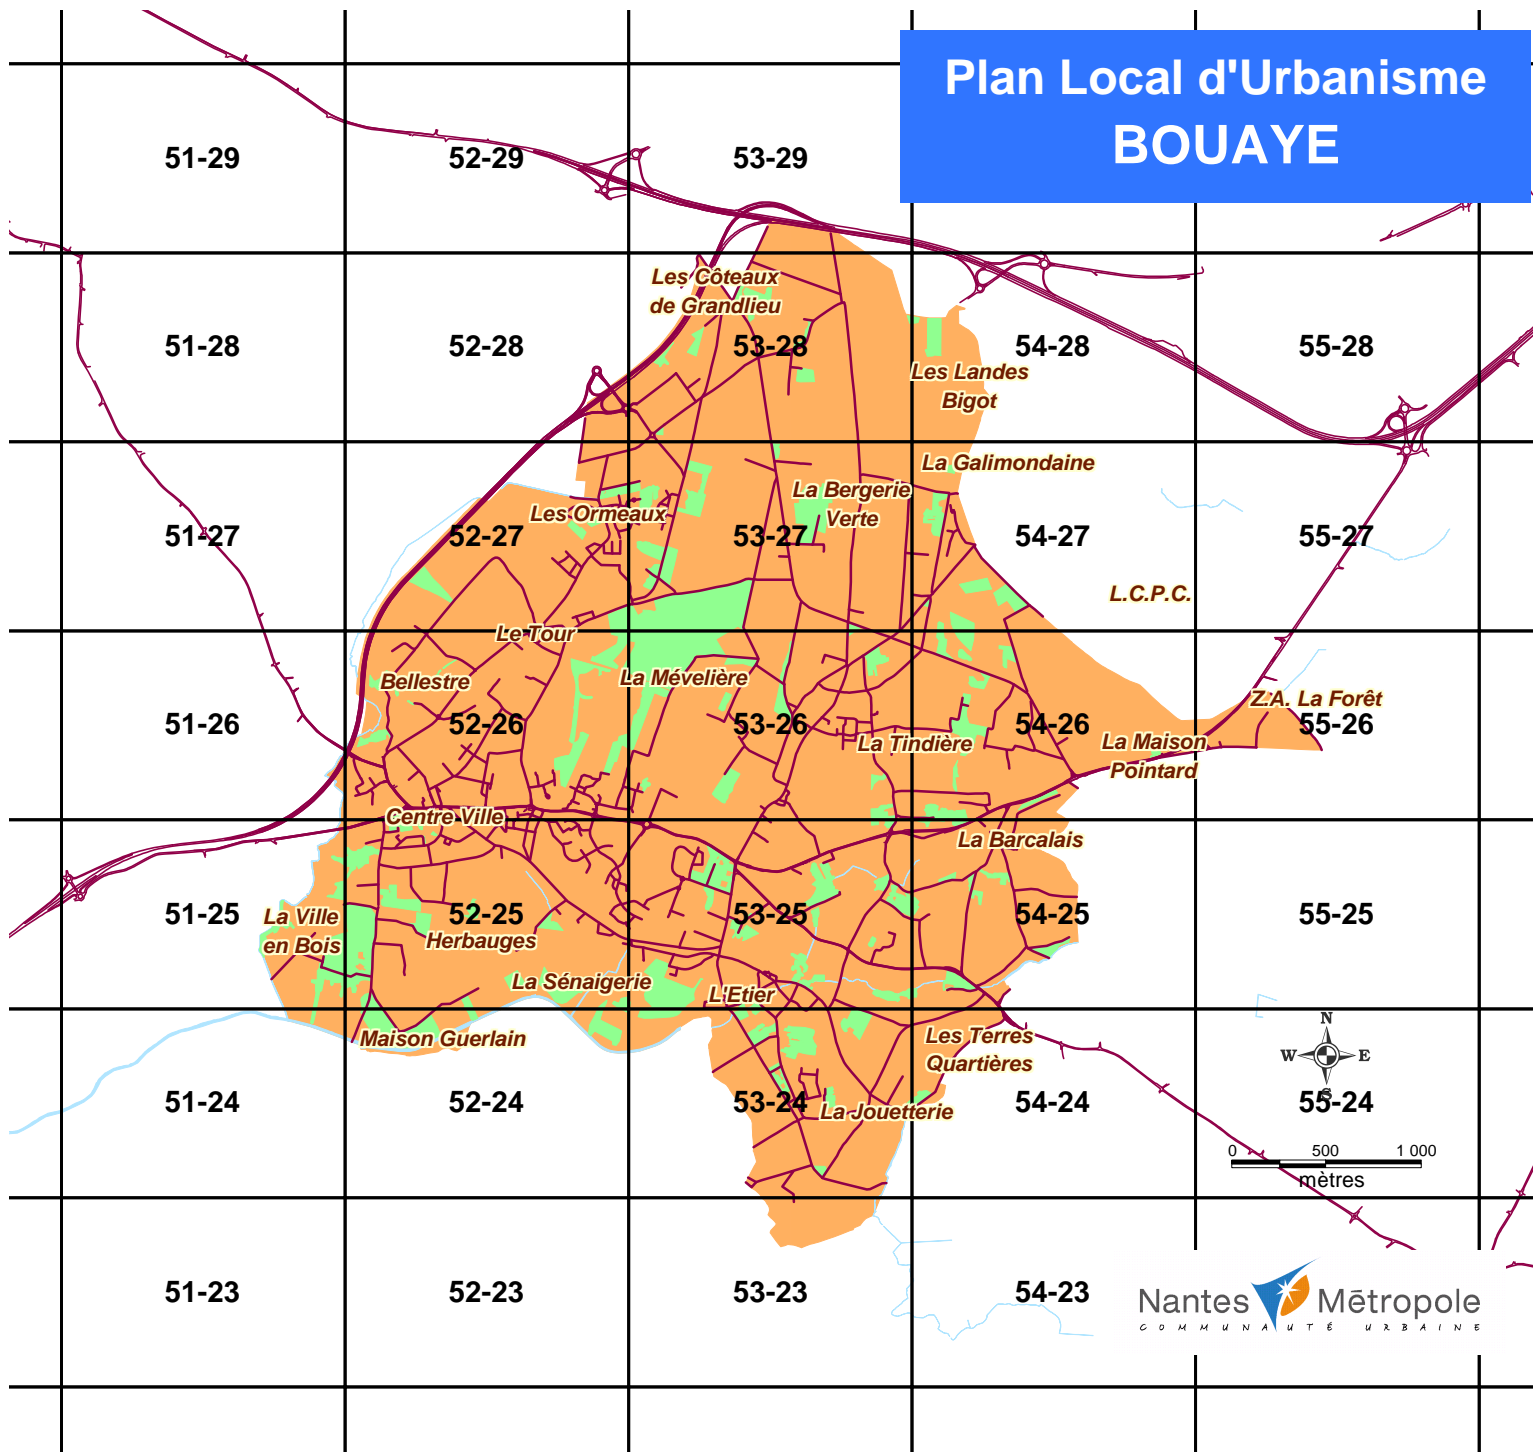 Plan Local d'Urbanisme
BOUAYE
51-29
52-29
53-29
Les Côteaux
de Grandlieu
51-28
52-28
53-28
54-28
55-28
Les Landes
Bigot
La Galimondaine
La Bergerie
Verte
Les Ormeaux
51-27
52-27
53-27
54-27
55-27
L.C.P.C.
Le Tour
Bellestre
La Mévelière
Z.A. La Forêt
51-26
52-26
53-26
54-26
55-26
La Tindière
La Maison
Pointard
Centre Ville
La Barcalais
La Ville
en Bois
51-25
52-25
53-25
54-25
55-25
Herbauges
La Sénaigerie
L'Etier
Maison Guerlain
Les Terres
Quartières
N
W E
S
51-24
52-24
53-24
54-24
55-24
La Jouetterie
0 500 1 000
mètres
51-23
52-23
53-23
54-23
Nantes Métropole
COMMUNAUTÉ URBAINE